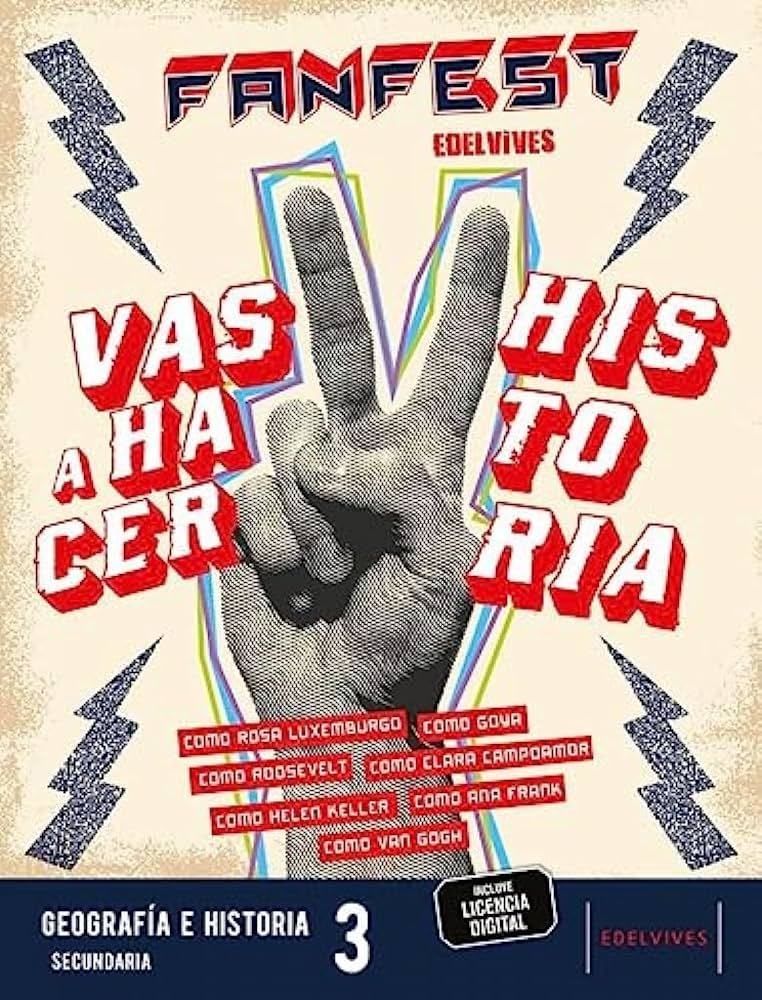 FANFEST
EDELVIVES
VAS
A HA
CER
HIS
TO
RIA
COMO ROSA LUXEMBURGO
COMO GOYA
COMO ROOSEVELT
COMO CLARA CAMPOAMOR
COMO HELEN KELLER
COMO ANA FRANK
COMO VAN GOGH
GEOGRAFÍA E HISTORIA 3
SECUNDARIA
INCLUYE
LICENCIA
DIGITAL
EDELVIVES